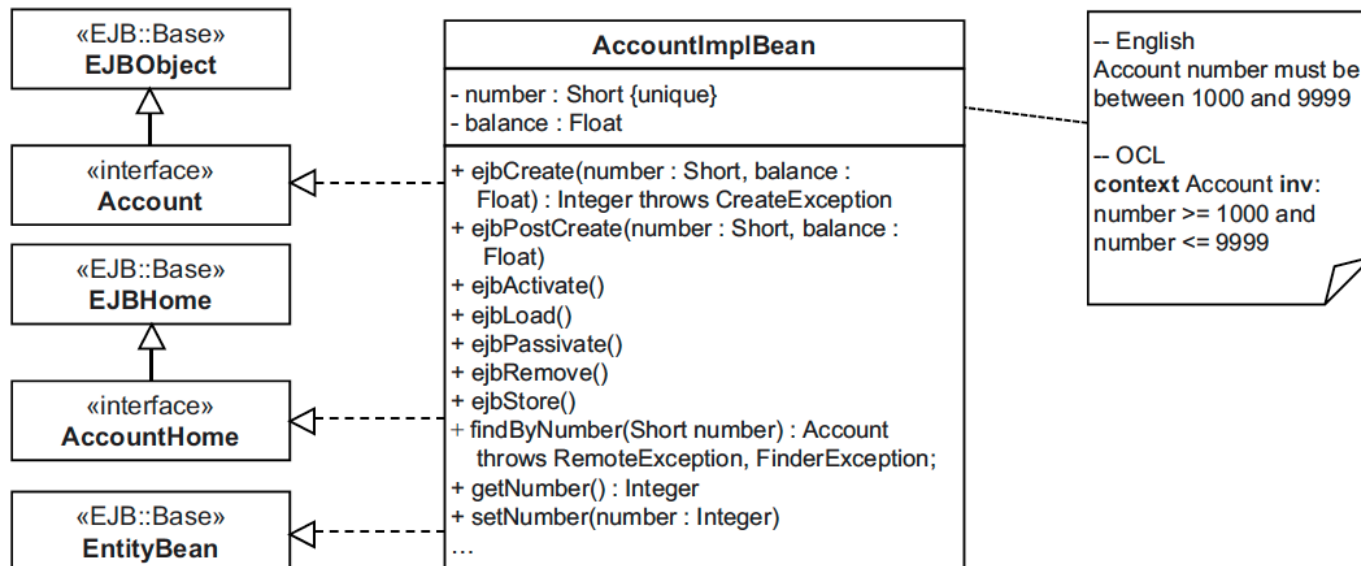 «EJB::Base»
EJBObject
«interface»
Account
«EJB::Base»
EJBHome
«interface»
AccountHome
«EJB::Base»
EntityBean
AccountImplBean
- number : Short {unique}
- balance : Float
+ ejbCreate(number : Short, balance :
Float) : Integer throws CreateException
+ ejbPostCreate(number : Short, balance :
Float)
+ ejbActivate()
+ ejbLoad()
+ ejbPassivate()
+ ejbRemove()
+ ejbStore()
+ findByNumber(Short number) : Account
throws RemoteException, FinderException;
+ getNumber() : Integer
+ setNumber(number : Integer)
...
-- English
Account number must be
between 1000 and 9999
-- OCL
context Account inv:
number >= 1000 and
number <= 9999